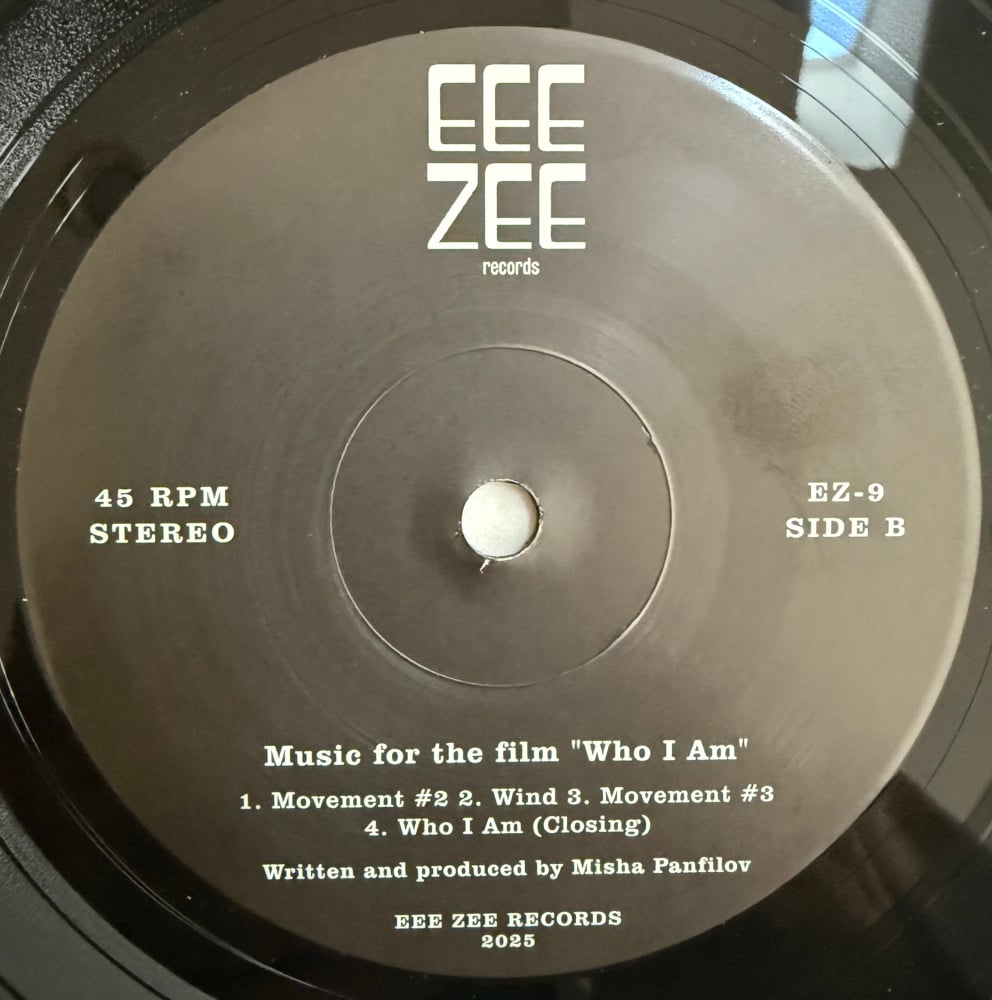 EEE
ZEE
records
45 RPM
STEREO
EZ-9
SIDE B
Music for the film "Who I Am"
1. Movement #2 2. Wind 3. Movement #3
4. Who I Am (Closing)
Written and produced by Misha Panfilov
EEE ZEE RECORDS
2025